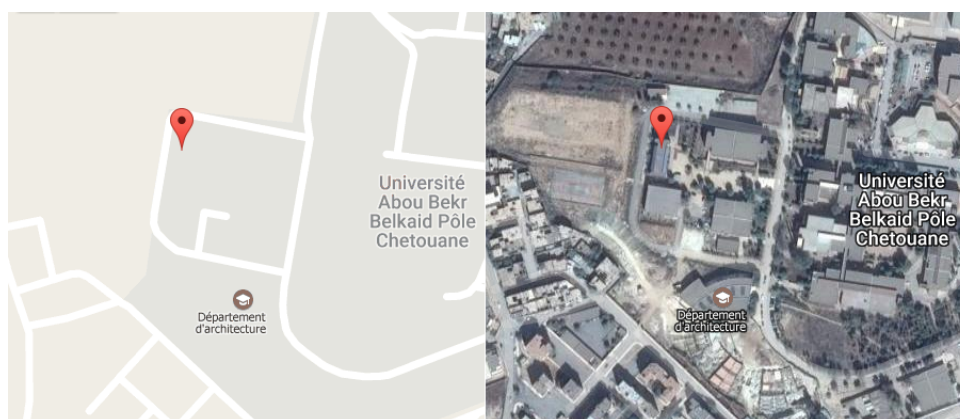 Université
Abou Bekr
Belkaid Pôle
Chetouane
Département
d'architecture
Université
Abou Bekr
Belkaid Pôle
Chetouane
Département
d'architecture